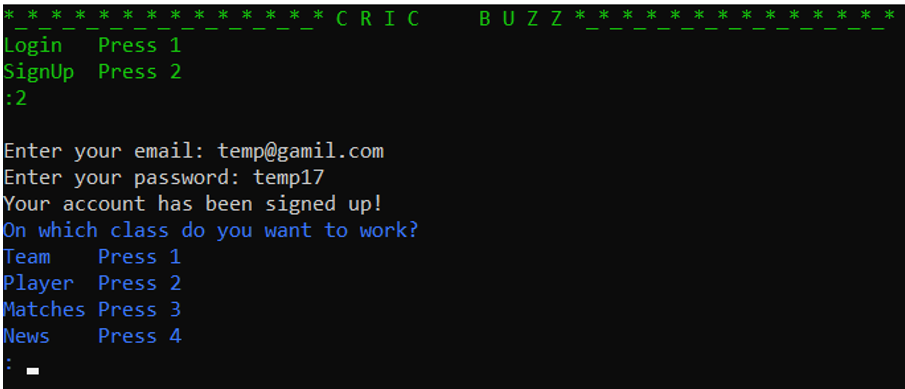 *_*_*_*_*_*_*_*_*_*_*_*_*_* C R I C    B U Z Z *_*_*_*_*_*_*_*_*_*_*_*_*_*
Login   Press 1
SignUp  Press 2
:2
Enter your email: temp@gamil.com
Enter your password: temp17
Your account has been signed up!
On which class do you want to work?
Team    Press 1
Player  Press 2
Matches Press 3
News    Press 4
: